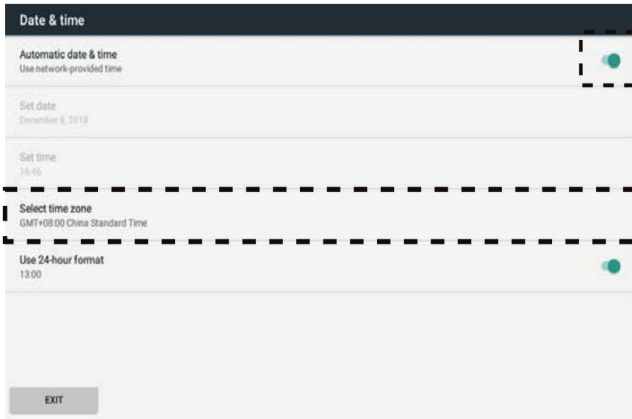 Date & time
Automatic date & time
Use network-provided time
Set date
December 8, 2018
Set time
16:46
Select time zone
GMT+08:00 China Standard Time
Use 24-hour format
13:00
EXIT